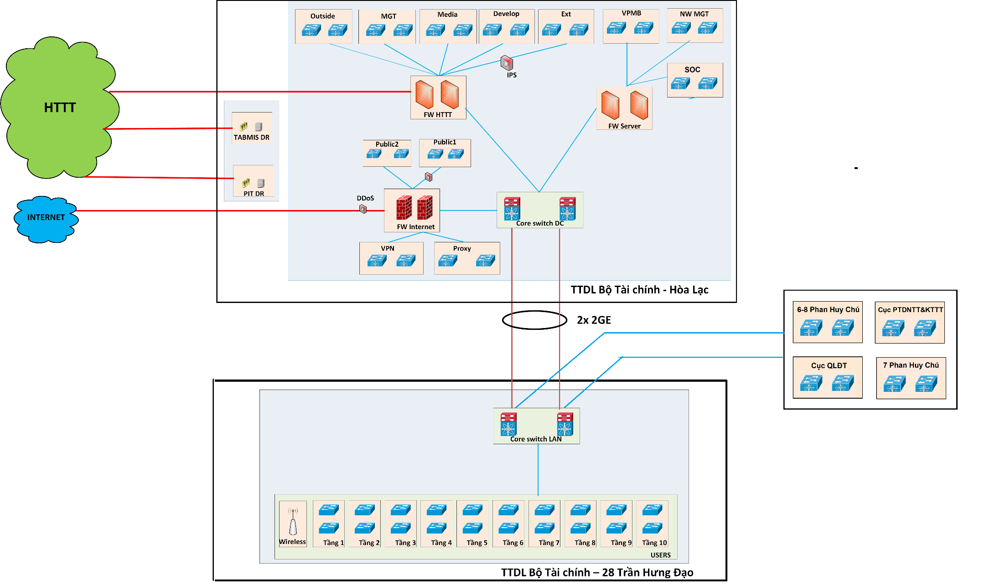 Outside
MGT
Media
Develop
Ext
VPMB
NW MGT
IPS
SOC
HTTT
FW HTTT
FW Server
TABMIS DR
Public2
Public1
PIT DR
DDoS
INTERNET
FW Internet
Core switch DC
VPN
Proxy
TTDL Bộ Tài chính - Hòa Lạc
-
2x 2GE
6-8 Phan Huy Chú
Cục PTDNTT&KTTT
Cục QLĐT
7 Phan Huy Chú
Core switch LAN
Wireless
Tầng 1
Tầng 2
Tầng 3
Tầng 4
Tầng 5
Tầng 6
Tầng 7
Tầng 8
Tầng 9
Tầng 10
USERS
TTDL Bộ Tài chính – 28 Trần Hưng Đạo